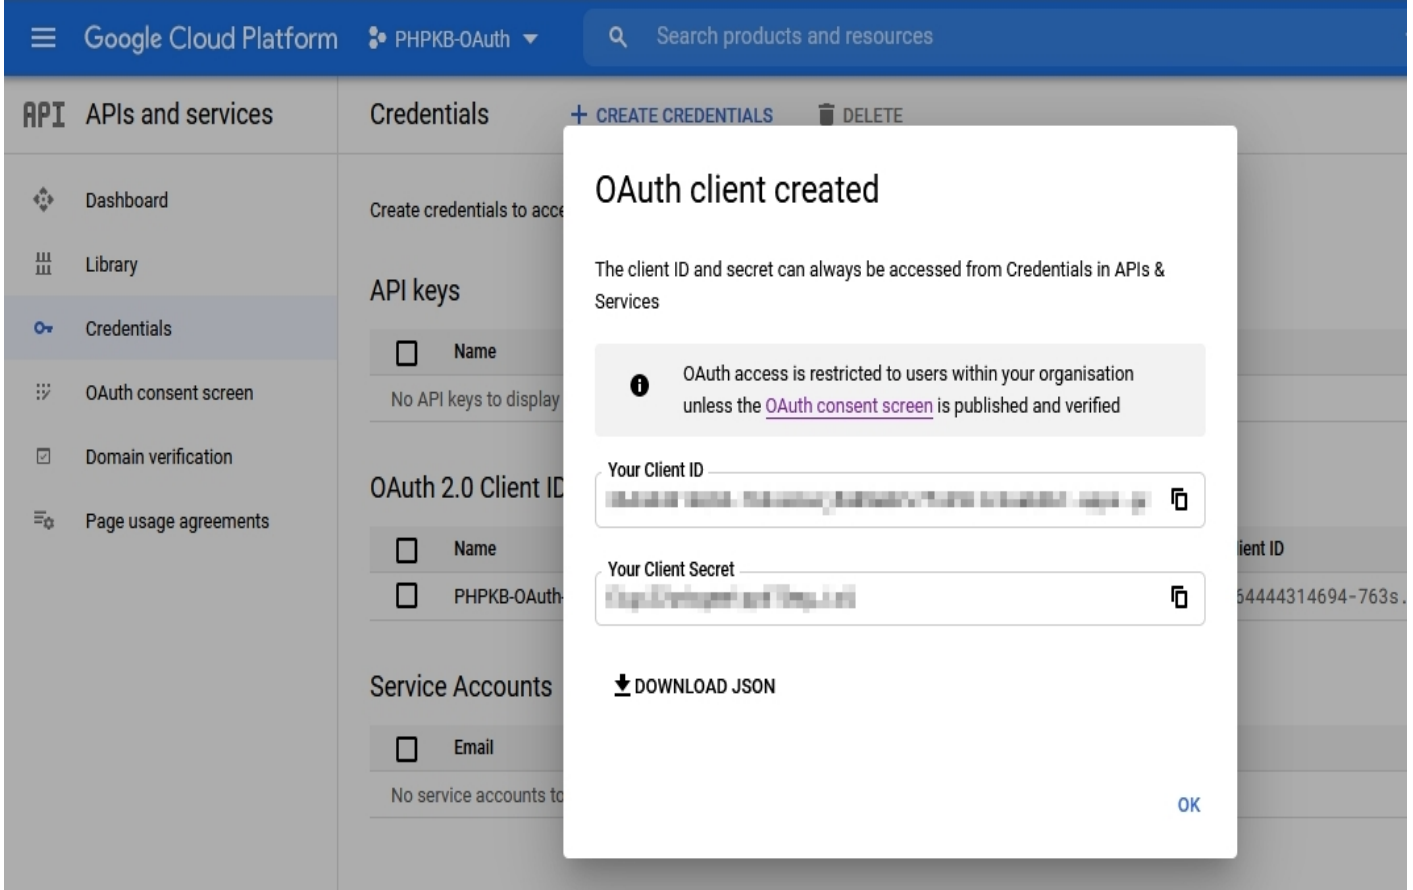 Google Cloud Platform PHPKB-OAuth Search products and resources
API APIs and services Credentials CREATE CREDENTIALS DELETE
Dashboard
Library
Credentials
OAuth consent screen
Domain verification
Page usage agreements
Create credentials to acce
API keys
Name
No API keys to display
OAuth 2.0 Client ID
Name
PHPKB-OAuth-
ient ID
64444314694-763s.
Service Accounts
Email
No service accounts to
OAuth client created
The client ID and secret can always be accessed from Credentials in APIs &
Services
OAuth access is restricted to users within your organisation
unless the OAuth consent screen is published and verified
Your Client ID
Your Client Secret
DOWNLOAD JSON
OK